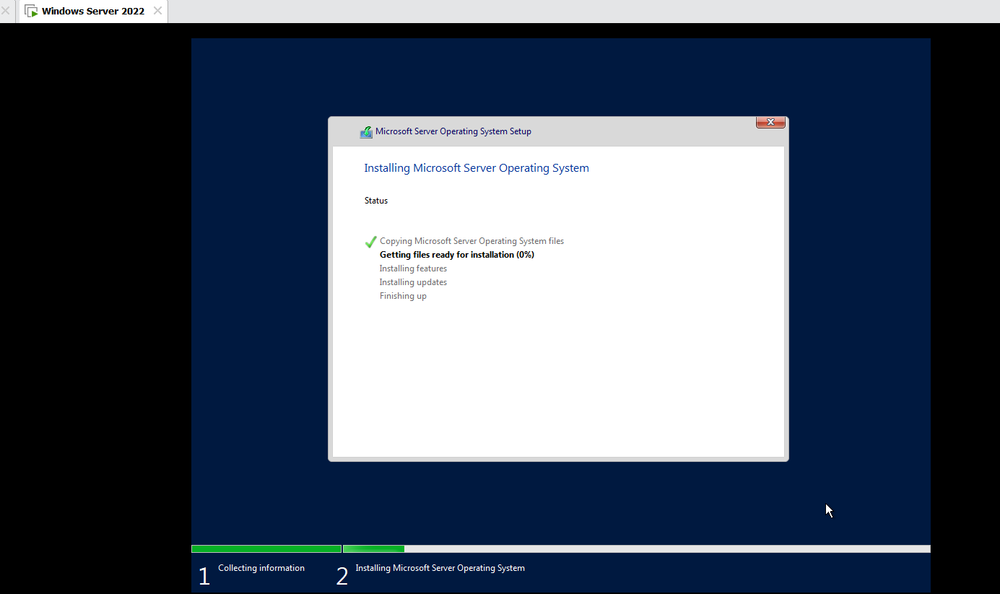 Windows Server 2022
Microsoft Server Operating System Setup
Installing Microsoft Server Operating System
Status
Copying Microsoft Server Operating System files
Getting files ready for installation (0%)
Installing features
Installing updates
Finishing up
1 Collecting information
2 Installing Microsoft Server Operating System